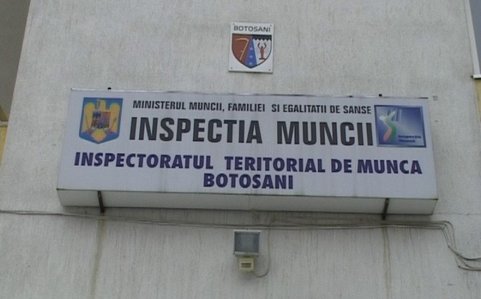 BOTOSANI
MINISTERUL MUNCII, FAMILIEI SI EGALITATII DE SANSE
INSPECTIA MUNCII
INSPECTORATUL TERITORIAL DE MUNCA
BOTOSANI